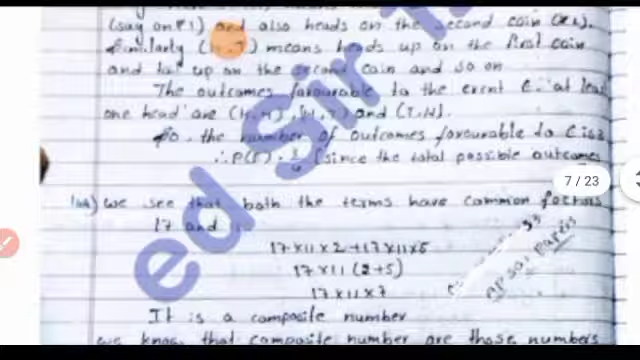 (say on ₹1) and also heads on the second coin (₹2).
Similarly (H,T) means heads up on the first coin
and tail up on the second coin and so on
The outcomes favourable to the event E, 'at least
one head' are (H,H), (H,T) and (T,H).
So, the number of outcomes favourable to E is 3
∴ P(E) = 3/4 (since the total possible outcomes
7 / 23
we see that both the terms have common factors
17 and
17×11×2+17×11×5
17×11(2+5)
17×11×7
It is a composite number
we know that composite number are those numbers
ed Sir